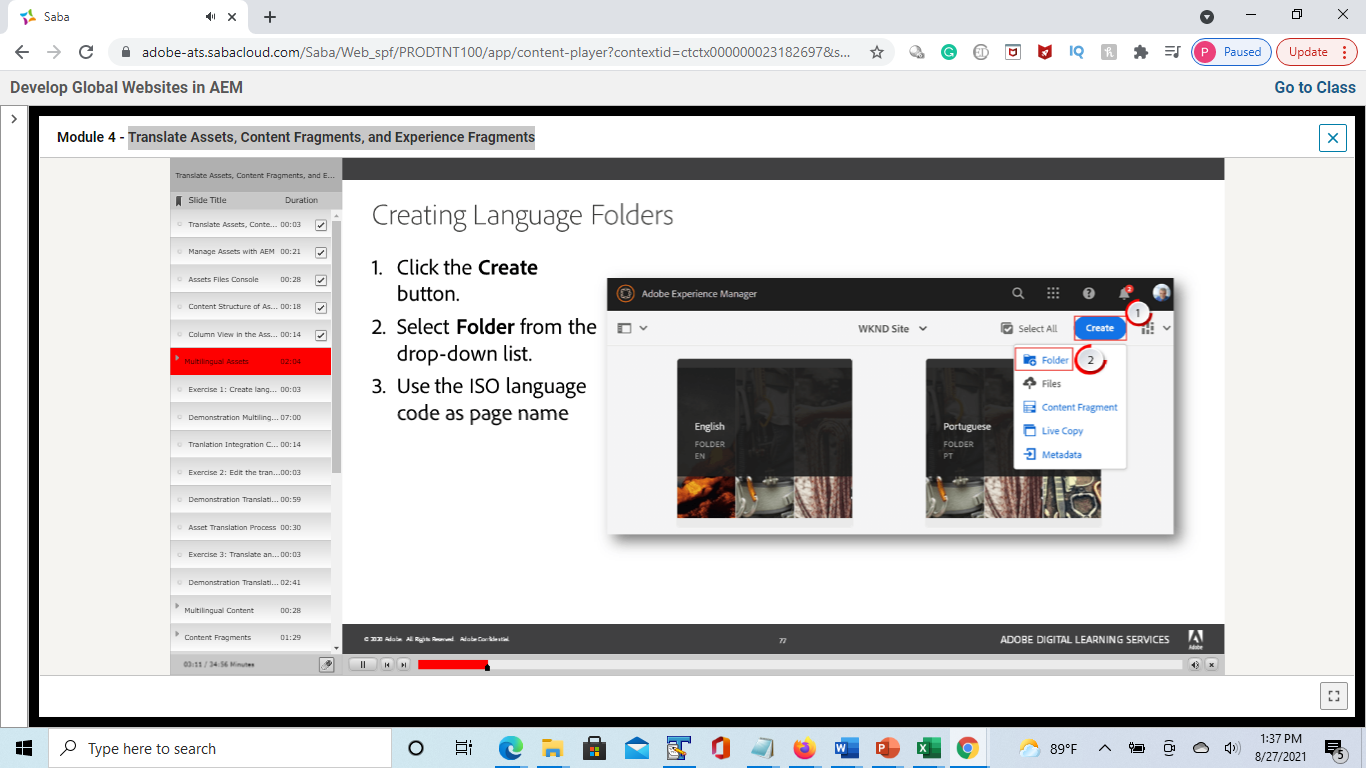 Saba
adobe-ats.sabacloud.com/Saba/Web_spf/PRODTNT100/app/content-player?contextid=ctctx000000023182697&s...
P
Paused
Update
Develop Global Websites in AEM
Go to Class
Module 4 - Translate Assets, Content Fragments, and Experience Fragments
Translate Assets, Content Fragments, and E...
Slide Title Duration
Translate Assets, Conte... 00:03
Manage Assets with AEM 00:21
Assets Files Console 00:28
Content Structure of As... 00:18
Column View in the Ass... 00:14
Multilingual Assets 02:04
Exercise 1: Create lang... 00:03
Demonstration Multiling... 07:00
Tranlation Integration C... 00:14
Exercise 2: Edit the tran... 00:03
Demonstration Translati... 00:59
Asset Translation Process 00:30
Exercise 3: Translate an... 00:03
Demonstration Translati... 02:41
Multilingual Content 00:28
Content Fragments 01:29
03:11 / 34:56 Minutes
Creating Language Folders
1. Click the Create
button.
2. Select Folder from the
drop-down list.
3. Use the ISO language
code as page name
Adobe Experience Manager
2
1
WKND Site
Select All
Create
Folder
2
Files
Content Fragment
Live Copy
Metadata
English
FOLDER
EN
Portuguese
FOLDER
PT
© 2020 Adobe. All Rights Reserved. Adobe Confidential.
77
ADOBE DIGITAL LEARNING SERVICES
Adobe
Type here to search
89°F
1:37 PM
8/27/2021
5